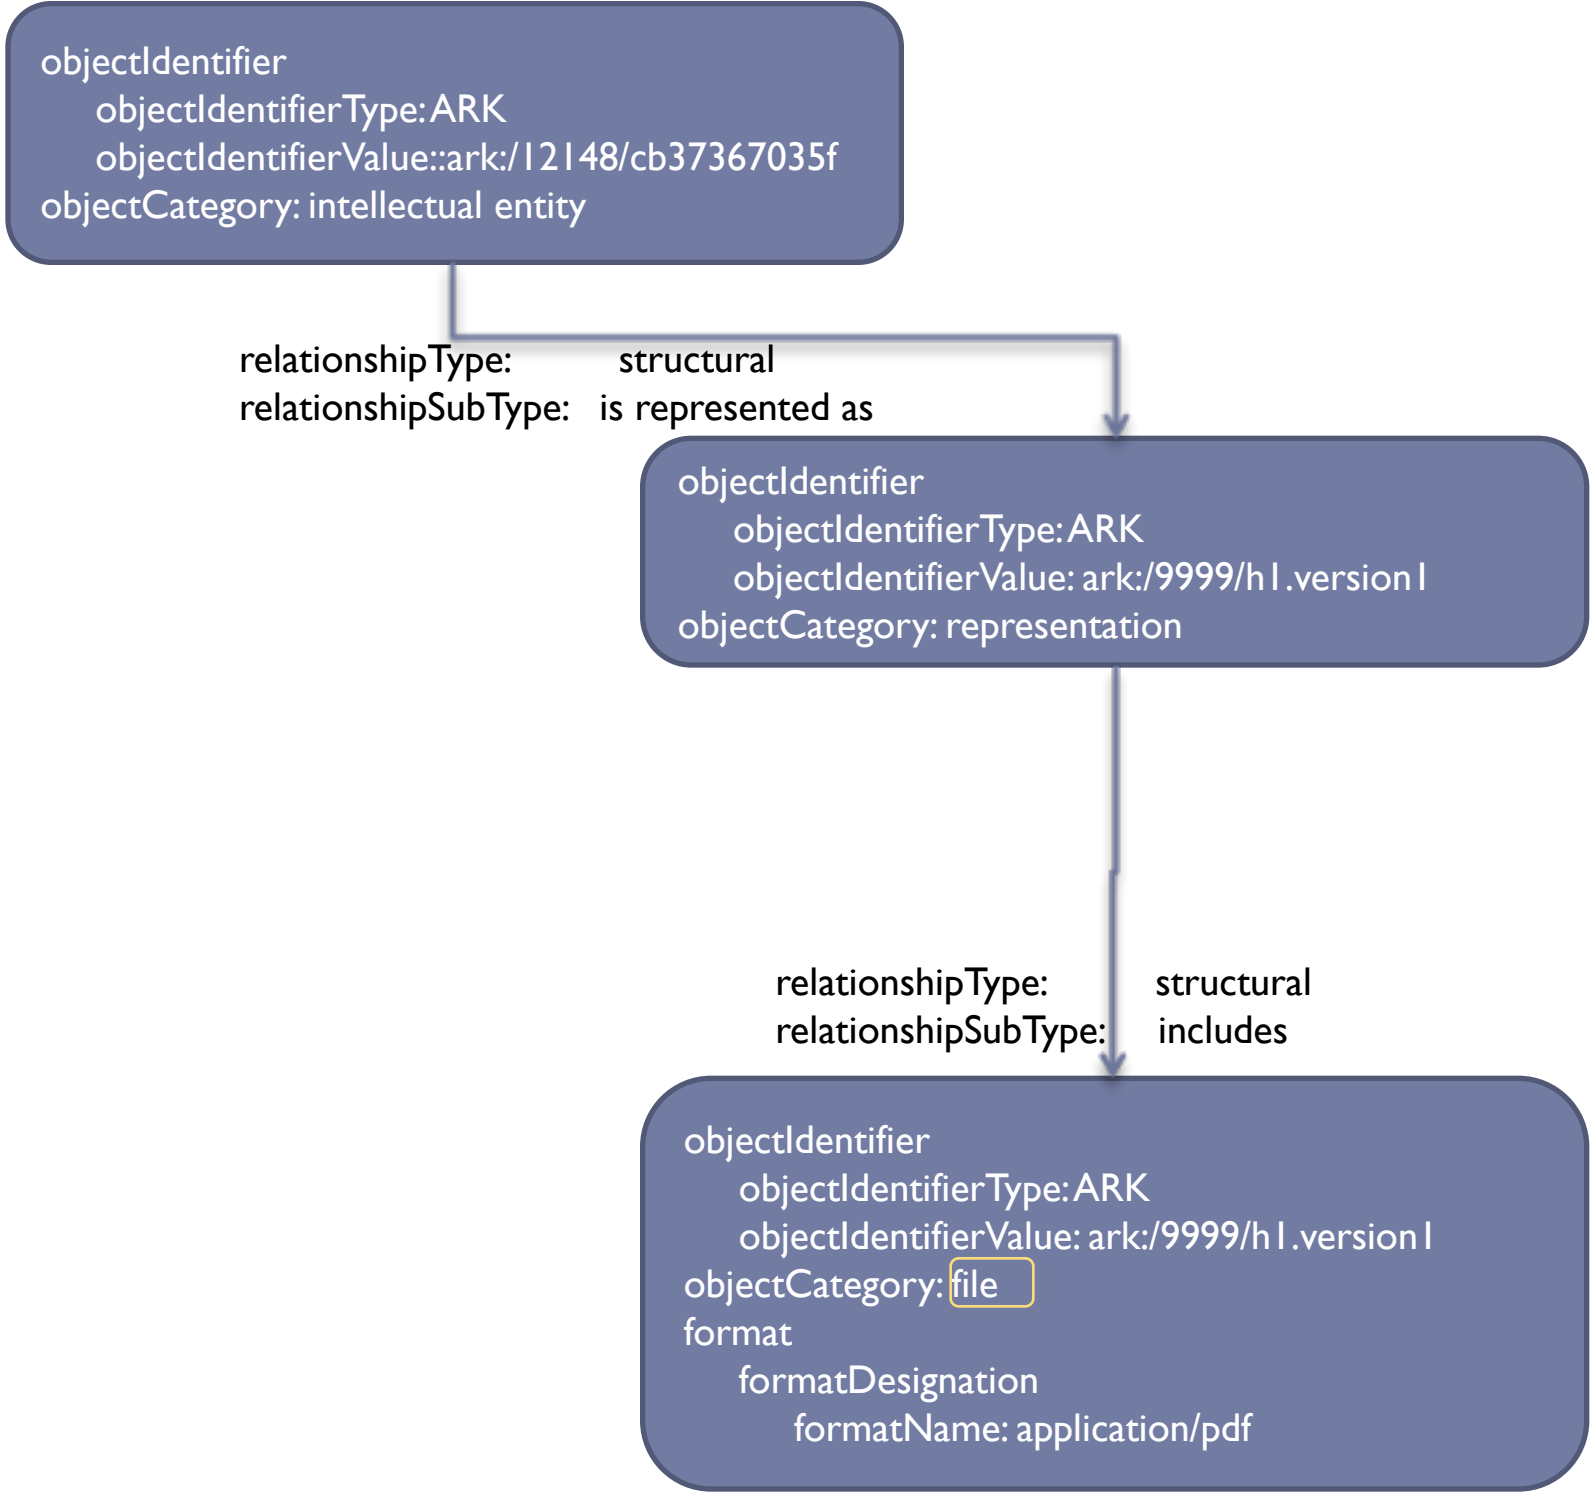 objectIdentifier
objectIdentifierType: ARK
objectIdentifierValue::ark:/12148/cb37367035f
objectCategory: intellectual entity
relationshipType: structural
relationshipSubType: is represented as
objectIdentifier
objectIdentifierType: ARK
objectIdentifierValue: ark:/9999/h1.version1
objectCategory: representation
relationshipType: structural
relationshipSubType: includes
objectIdentifier
objectIdentifierType: ARK
objectIdentifierValue: ark:/9999/h1.version1
objectCategory: file
format
formatDesignation
formatName: application/pdf